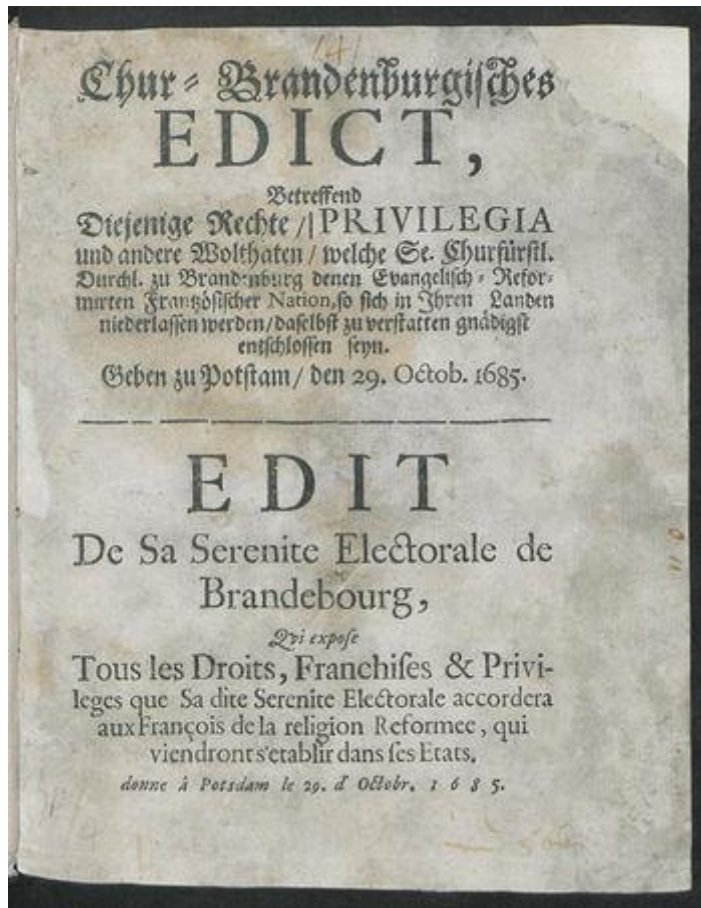 141
Chur-Brandenburgisches
EDICT,
Betreffend
Diejenige Rechte / PRIVILEGIA
und andere Wolthaten / welche Se. Churfürstl.
Durchl. zu Brandenburg denen Evangelisch-Refor-
mirten Frantzösischer Nation, so sich in Ihren Landen
niederlassen werden / daselbst zu verstatten gnädigst
entschlossen seyn.
Geben zu Potstam / den 29. Octob. 1685.
EDIT
De Sa Serenite Electorale de
Brandebourg,
Qvi expoſe
Tous les Droits, Franchiſes & Privi-
leges que Sa dite Serenite Electorale accordera
aux François de la religion Reformee, qui
viendront s'etablir dans ſes Etats.
donne à Potsdam le 29. d' Octobr. 1685.